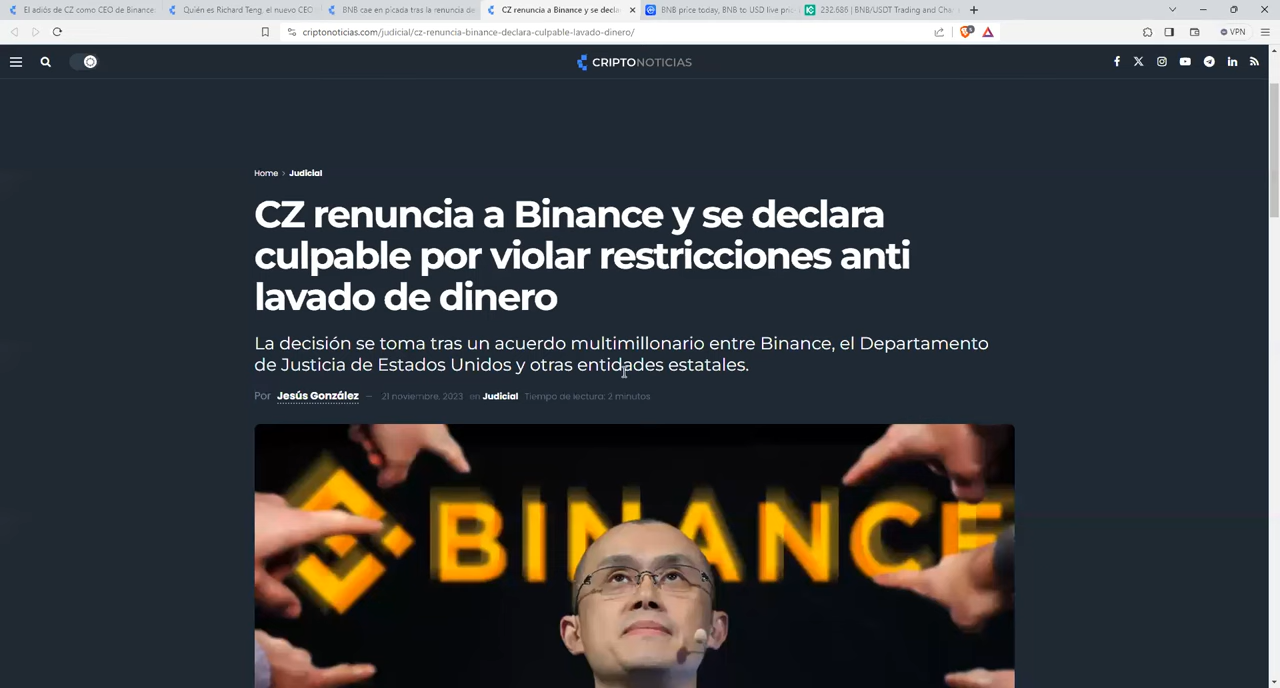 El adiós de CZ como CEO de Binance:
Quién es Richard Teng, el nuevo CEO
BNB cae en picada tras la renuncia de
CZ renuncia a Binance y se decla
BNB price today, BNB to USD live pri
232.686 | BNB/USDT Trading and Cha
criptonoticias.com/judicial/cz-renuncia-binance-declara-culpable-lavado-dinero/
VPN
CRIPTONOTICIAS
Home > Judicial
CZ renuncia a Binance y se declara
culpable por violar restricciones anti
lavado de dinero
La decisión se toma tras un acuerdo multimillonario entre Binance, el Departamento
de Justicia de Estados Unidos y otras entidades estatales.
Por Jesús González — 21 noviembre, 2023 en Judicial Tiempo de lectura: 2 minutos
BINANCE